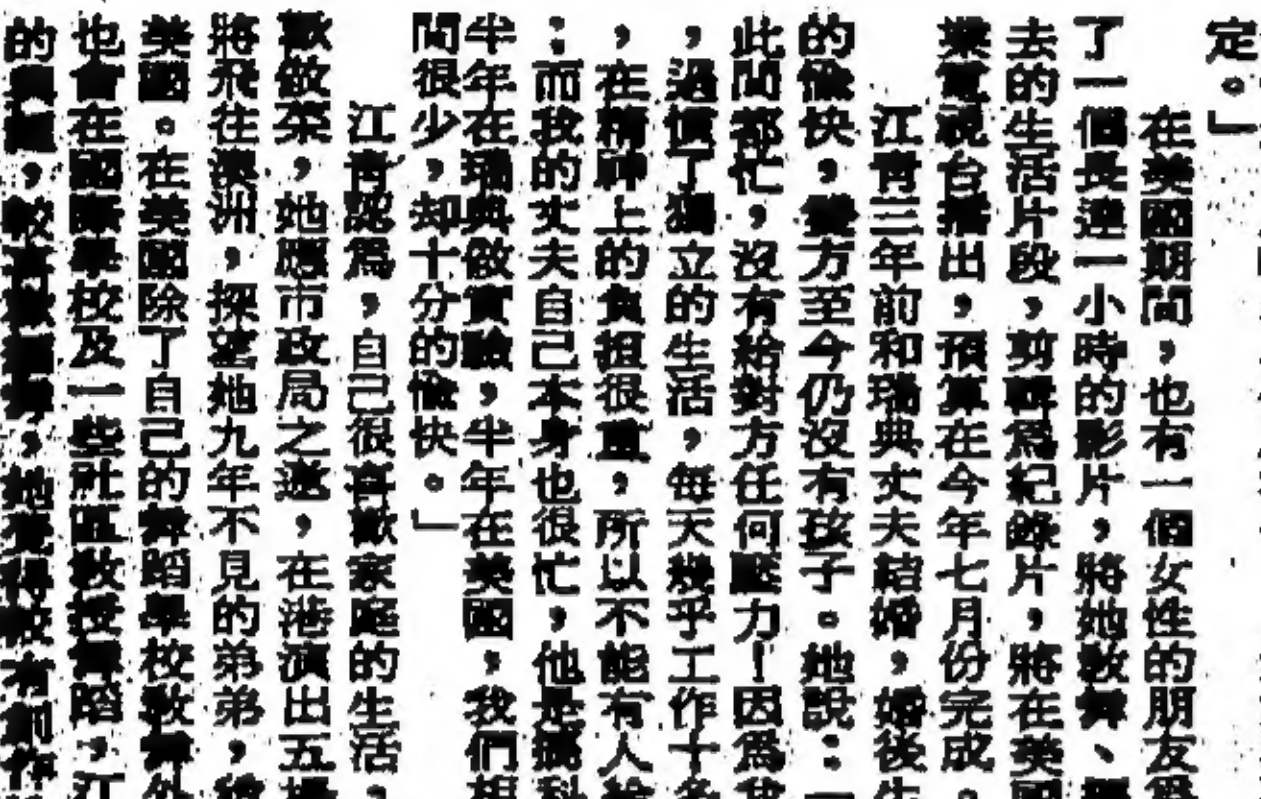 定。」
在美國期間，也有一個女性的朋友爲
了一個長達一小時的影片，將她教舞、
去的生活片段，剪輯爲紀錄片，將在美國
業電視台播出，預算在今年七月份完成。
江青三年前和瑞典丈夫結婚，婚後生
的愉快，雙方至今仍沒有孩子。她說：「
此間都忙，沒有給對方任何壓力！因爲我
，過慣了獨立的生活，每天幾乎工作十多
，在精神上的負担很重，所以不能有人給
；而我的丈夫自己本身也很忙，他是搞科
半年在瑞典做實驗，半年在美國，我們相
間很少，却十分的愉快。」
江青認爲，自己很喜歡家庭的生活，
歡做菜，她應市政局之邀，在港演出五場
將飛往澳洲，探望她九年不見的弟弟，
美國。在美國除了自己的舞蹈學校教舞外
也會在國際學校及一些社區教授舞蹈，江
的，較有，她覺得較有創作